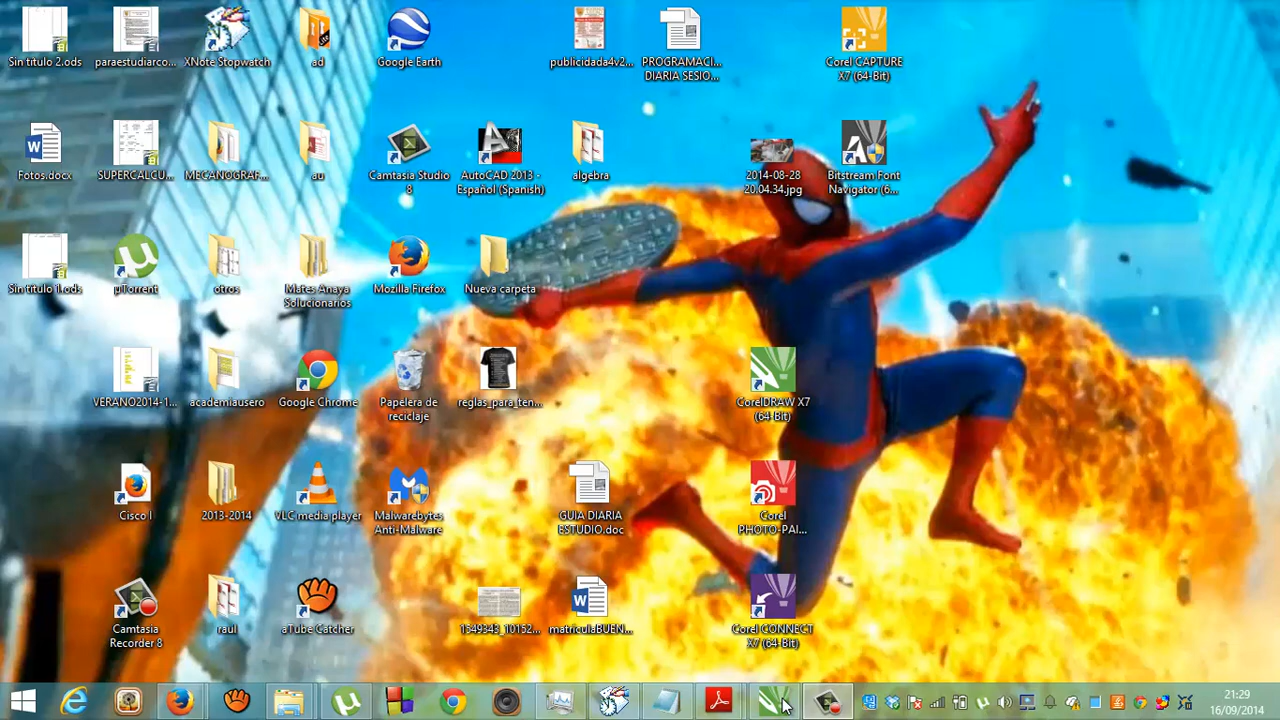 Sin título 2.ods
paraestudiarco...
XNote Stopwatch
ad
Google Earth
publicidada4v2...
PROGRAMACI...
DIARIA SESIO...
Corel CAPTURE
X7 (64-Bit)
Fotos.docx
SUPERCALCU...
MECANOGRAF...
au
Camtasia Studio
8
AutoCAD 2013 -
Español (Spanish)
algebra
2014-08-28
20.04.34.jpg
Bitstream Font
Navigator (6...
Sin título 1.ods
µTorrent
otros
Mates Anaya
Solucionarios
Mozilla Firefox
Nueva carpeta
VERANO2014-1...
academiausero
Google Chrome
Papelera de
reciclaje
reglas_para_ten...
CorelDRAW X7
(64-Bit)
Cisco I
2013-2014
VLC media player
Malwarebytes
Anti-Malware
GUIA DIARIA
ESTUDIO.doc
Corel
PHOTO-PAI...
Camtasia
Recorder 8
raul
aTube Catcher
1549343_10152...
matriculaBUEN...
Corel CONNECT
X7 (64-Bit)
21:29
16/09/2014